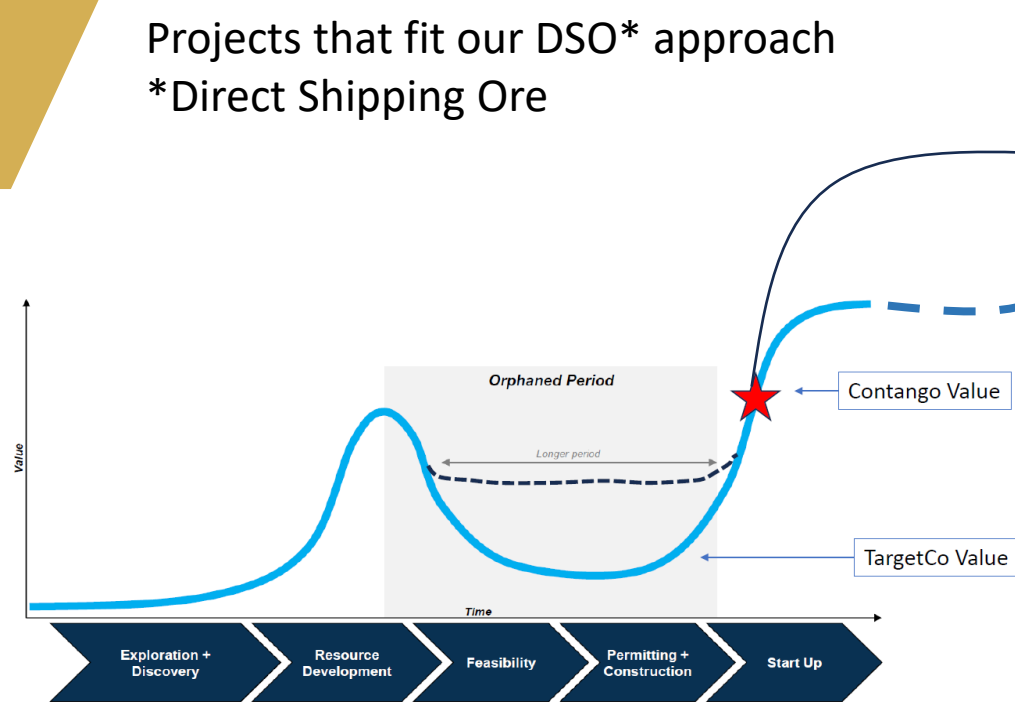 Projects that fit our DSO* approach
*Direct Shipping Ore
Orphaned Period
Contango Value
Longer period
Value
TargetCo Value
Time
Exploration +
Discovery
Resource
Development
Feasibility
Permitting +
Construction
Start Up